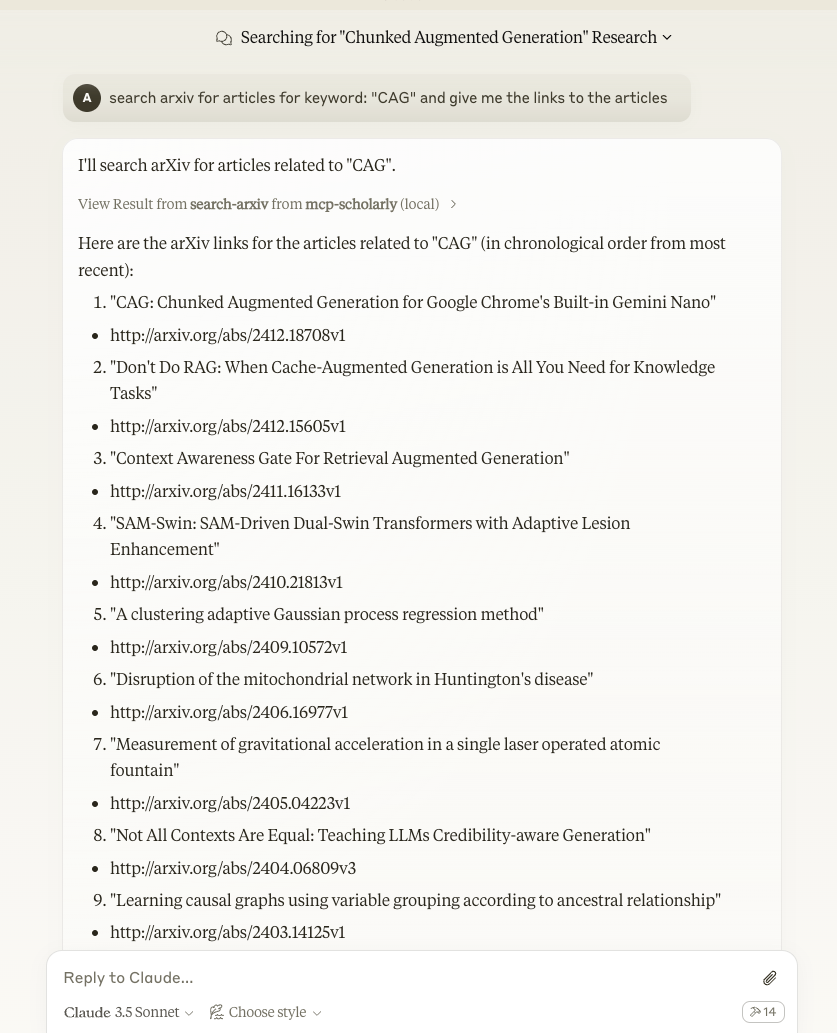 Searching for "Chunked Augmented Generation" Research
A
search arxiv for articles for keyword: "CAG" and give me the links to the articles
I'll search arXiv for articles related to "CAG".
View Result from search-arxiv from mcp-scholarly (local)
Here are the arXiv links for the articles related to "CAG" (in chronological order from most
recent):
1. "CAG: Chunked Augmented Generation for Google Chrome's Built-in Gemini Nano"
• http://arxiv.org/abs/2412.18708v1
2. "Don't Do RAG: When Cache-Augmented Generation is All You Need for Knowledge
Tasks"
• http://arxiv.org/abs/2412.15605v1
3. "Context Awareness Gate For Retrieval Augmented Generation"
• http://arxiv.org/abs/2411.16133v1
4. "SAM-Swin: SAM-Driven Dual-Swin Transformers with Adaptive Lesion
Enhancement"
• http://arxiv.org/abs/2410.21813v1
5. "A clustering adaptive Gaussian process regression method"
• http://arxiv.org/abs/2409.10572v1
6. "Disruption of the mitochondrial network in Huntington's disease"
• http://arxiv.org/abs/2406.16977v1
7. "Measurement of gravitational acceleration in a single laser operated atomic
fountain"
• http://arxiv.org/abs/2405.04223v1
8. "Not All Contexts Are Equal: Teaching LLMs Credibility-aware Generation"
• http://arxiv.org/abs/2404.06809v3
9. "Learning causal graphs using variable grouping according to ancestral relationship"
• http://arxiv.org/abs/2403.14125v1
Reply to Claude...
Claude 3.5 Sonnet
Choose style
14